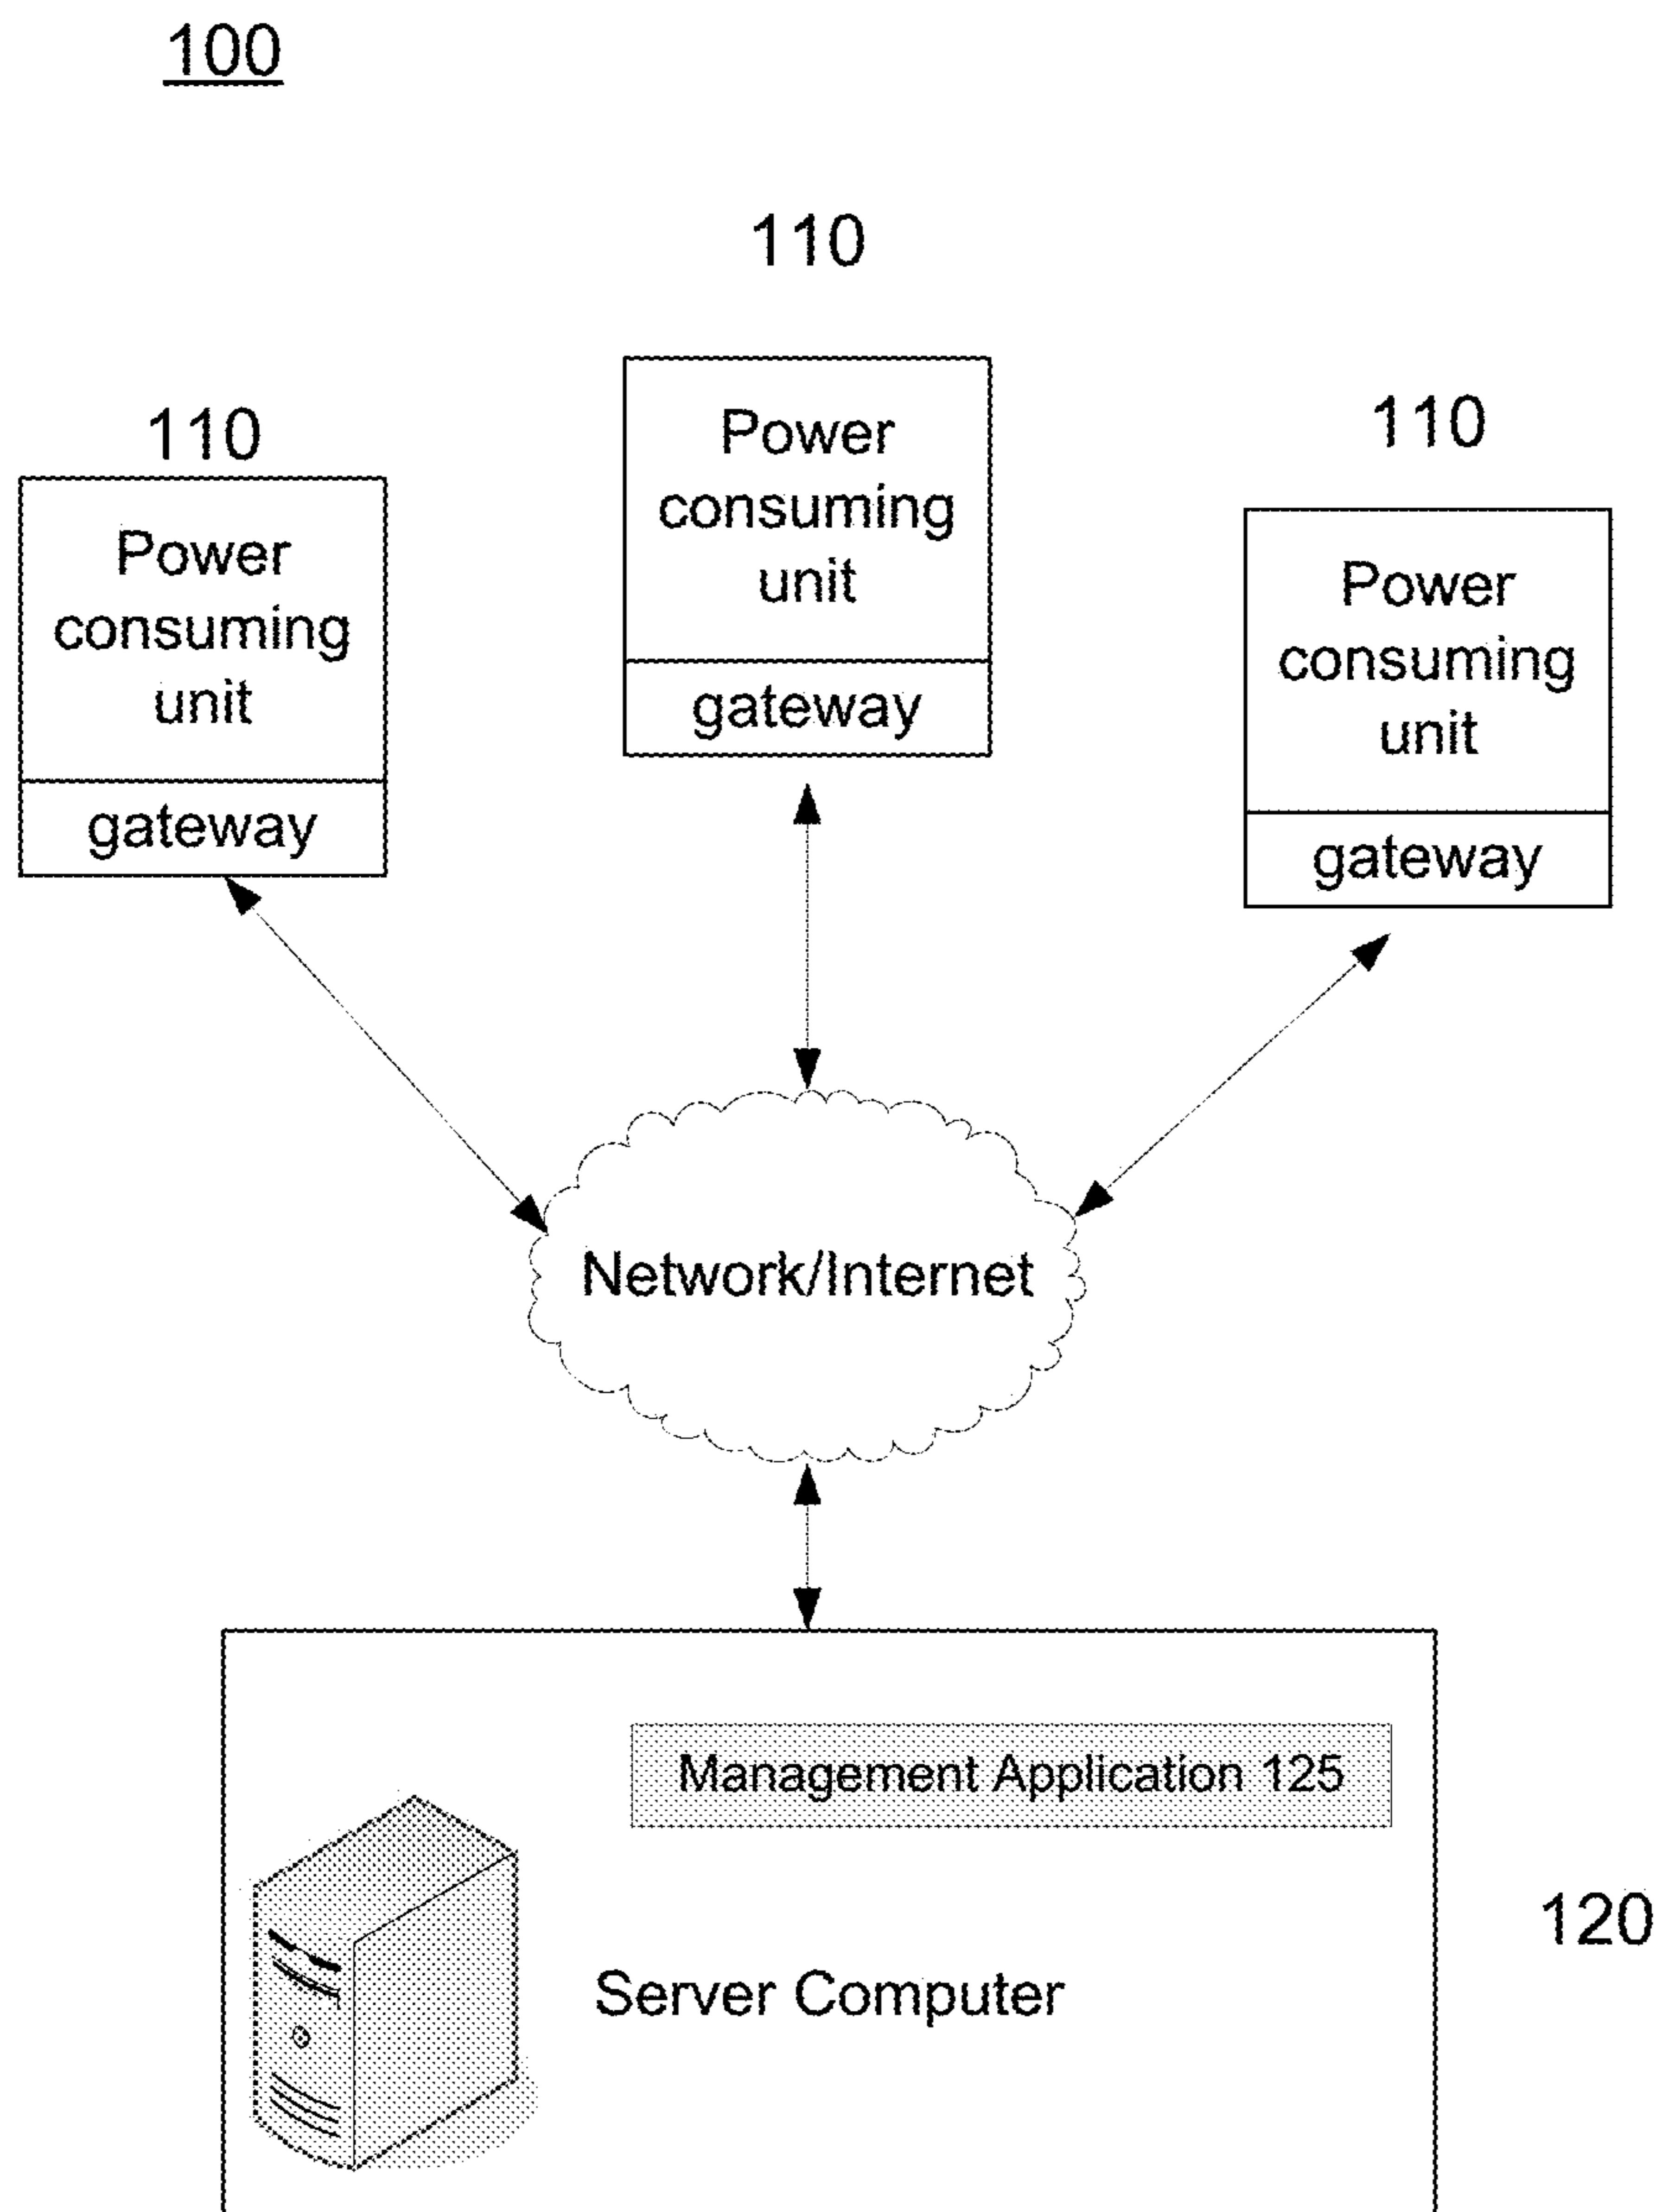 100
110
110
110
Power
consuming
unit
gateway
Power
consuming
unit
gateway
Power
consuming
unit
gateway
Network/Internet
Management Application 125
120
Server Computer